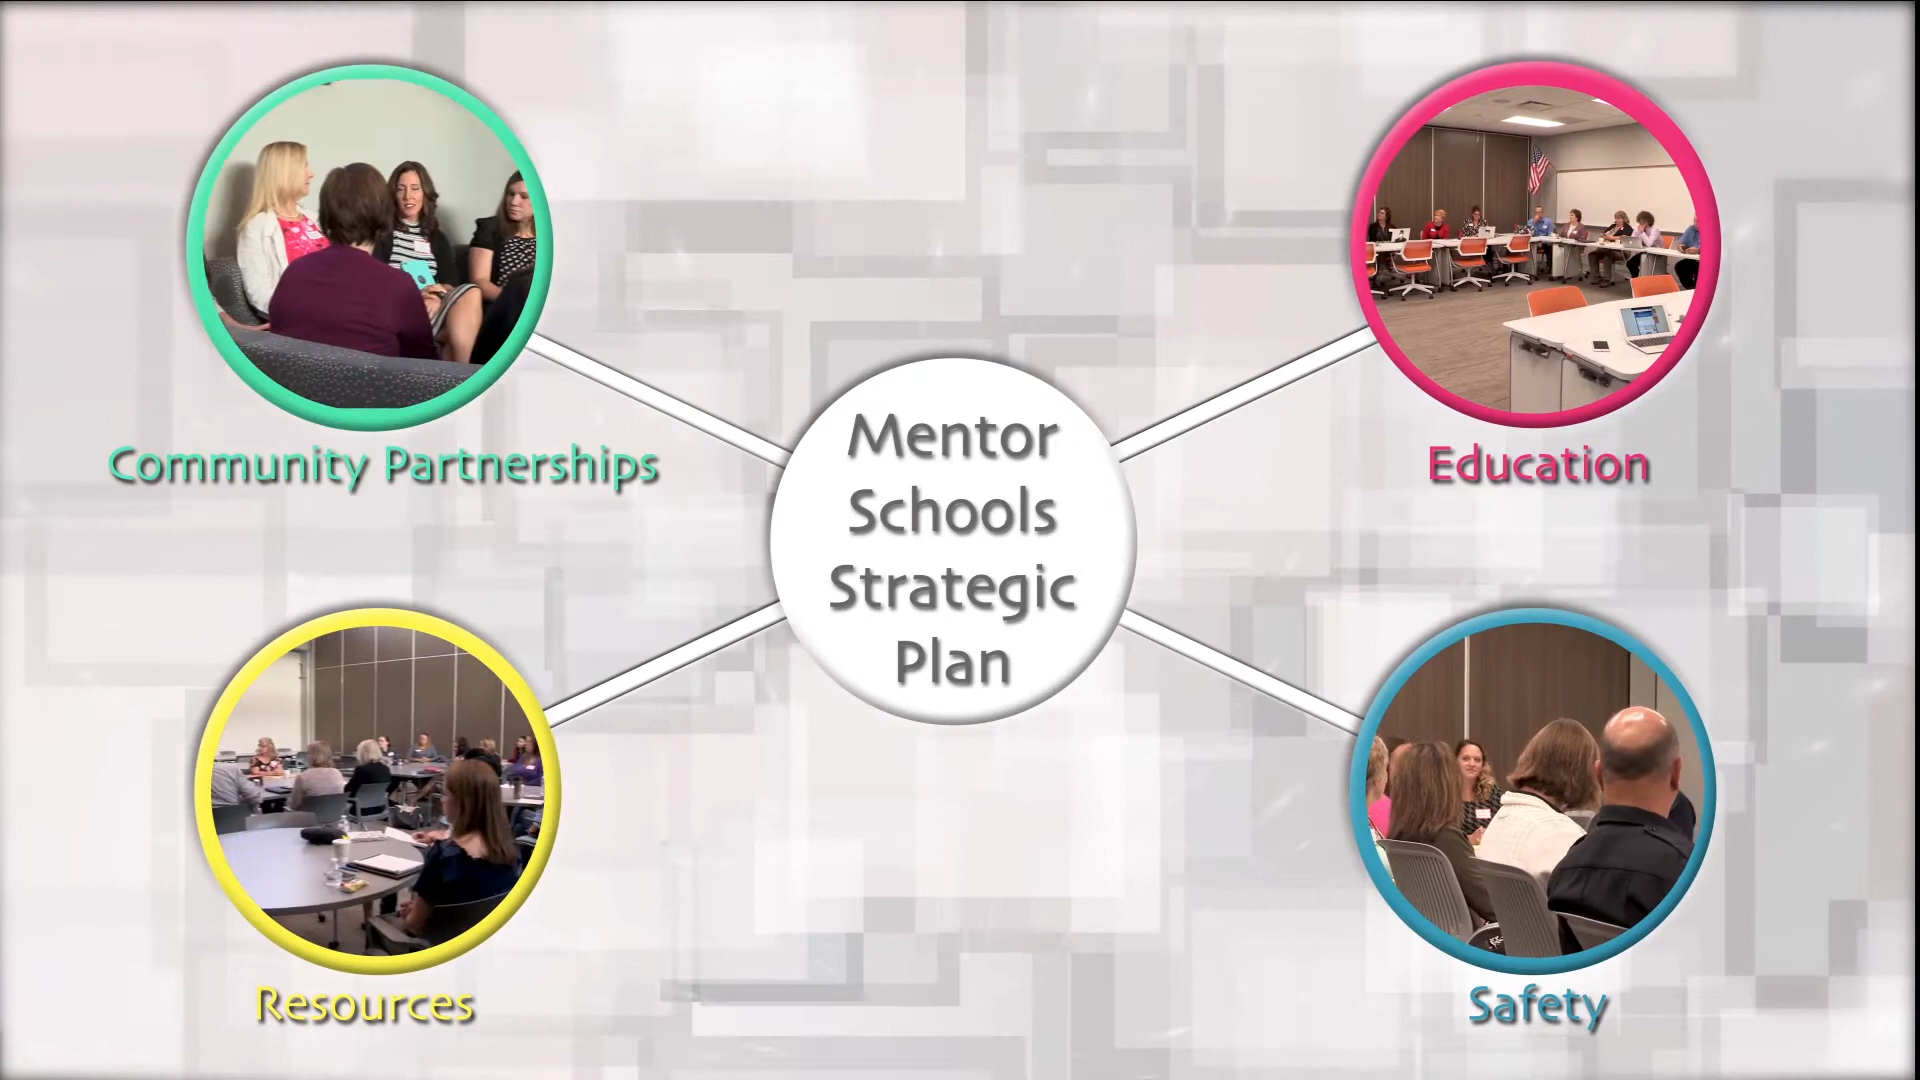 Community Partnerships
Education
Mentor
Schools
Strategic
Plan
Resources
Safety